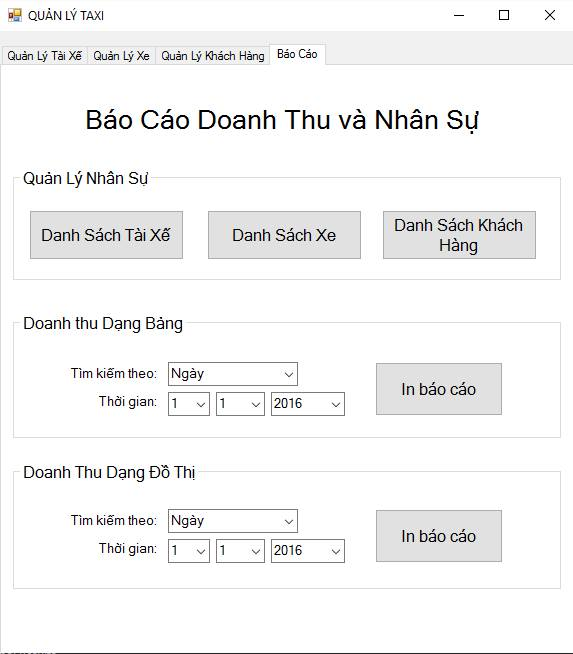 QUẢN LÝ TAXI
Quản Lý Tài Xế Quản Lý Xe Quản Lý Khách Hàng Báo Cáo
Báo Cáo Doanh Thu và Nhân Sự
Quản Lý Nhân Sự
Danh Sách Tài Xế Danh Sách Xe Danh Sách Khách
Hàng
Doanh thu Dạng Bảng
Tìm kiếm theo: Ngày
Thời gian: 1 1 2016
In báo cáo
Doanh Thu Dạng Đồ Thị
Tìm kiếm theo: Ngày
Thời gian: 1 1 2016
In báo cáo